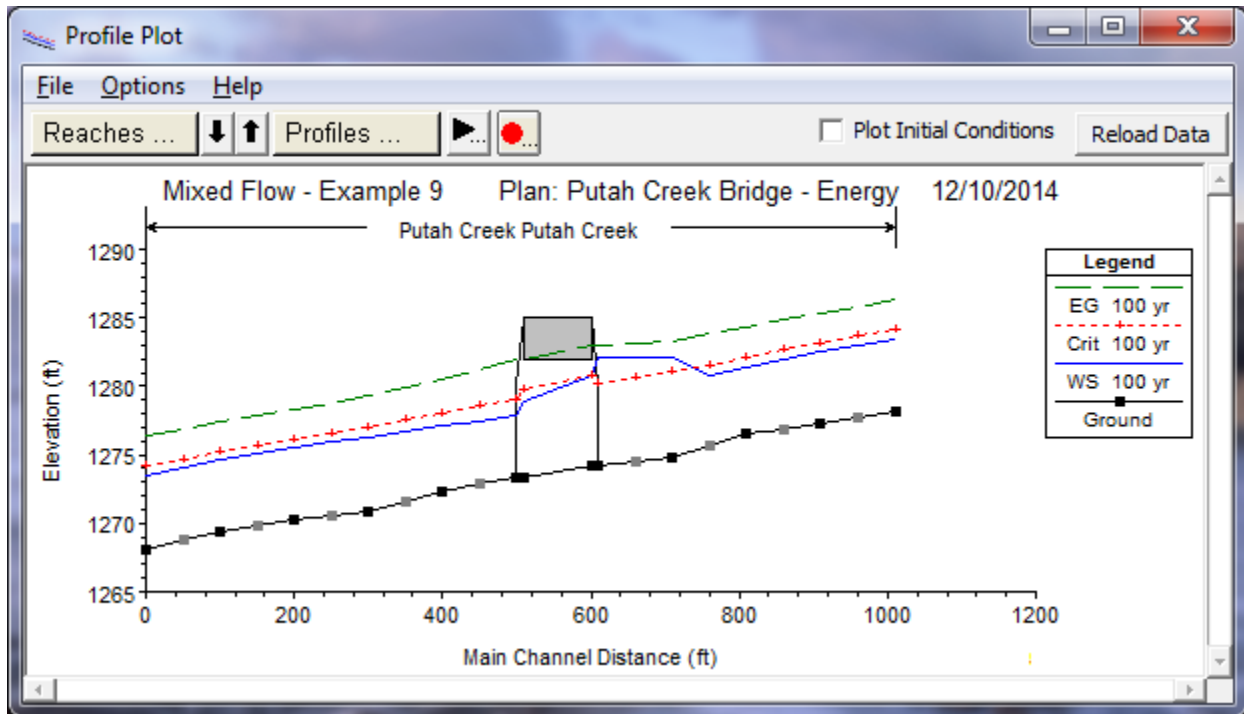 Profile Plot
File Options Help
Reaches ... Profiles ... Plot Initial Conditions Reload Data
Mixed Flow - Example 9 Plan: Putah Creek Bridge - Energy 12/10/2014
Putah Creek Putah Creek
1290
1285
1280
1275
1270
1265
Elevation (ft)
0 200 400 600 800 1000 1200
Main Channel Distance (ft)
Legend
EG 100 yr
Crit 100 yr
WS 100 yr
Ground